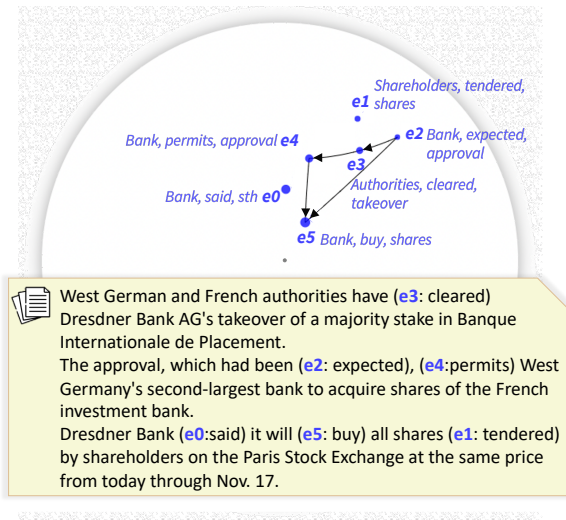 Shareholders, tendered,
e1 shares
Bank, permits, approval e4
e2 Bank, expected,
approval
e3
Authorities, cleared,
takeover
Bank, said, sth e0
e5 Bank, buy, shares
West German and French authorities have (e3: cleared)
Dresdner Bank AG's takeover of a majority stake in Banque
Internationale de Placement.
The approval, which had been (e2: expected), (e4:permits) West
Germany's second-largest bank to acquire shares of the French
investment bank.
Dresdner Bank (e0:said) it will (e5: buy) all shares (e1: tendered)
by shareholders on the Paris Stock Exchange at the same price
from today through Nov. 17.